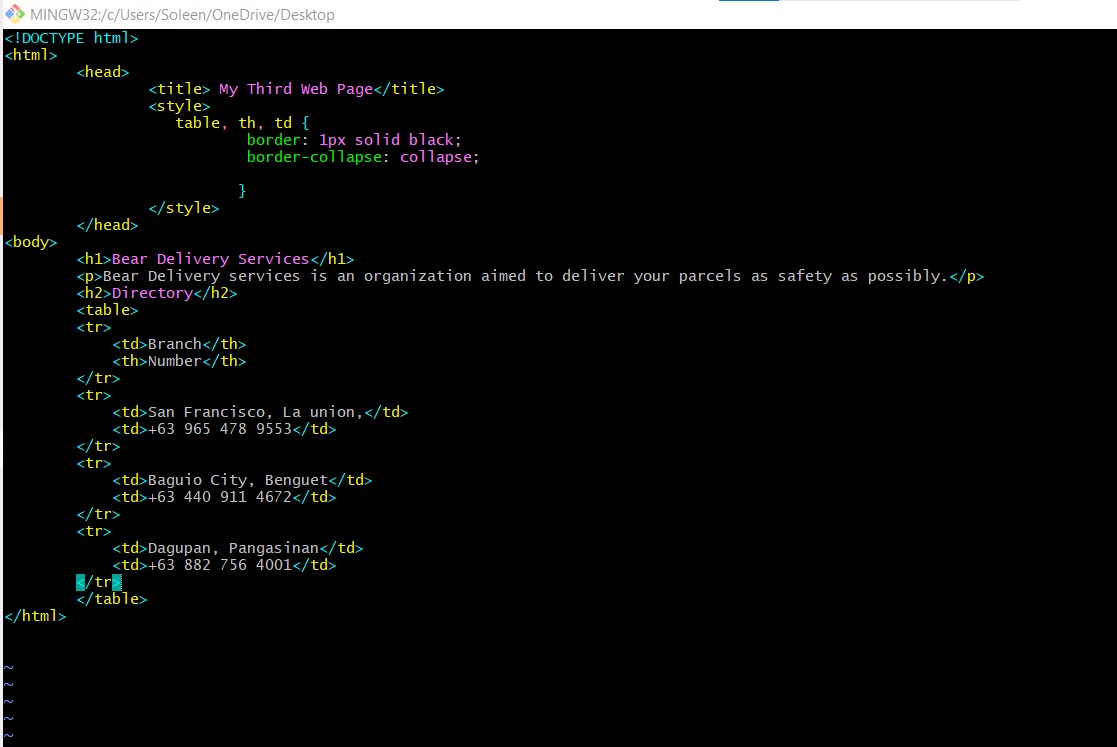 MINGW32:/c/Users/Soleen/OneDrive/Desktop
<!DOCTYPE html>
<html>
        <head>
                <title> My Third Web Page</title>
                <style>
                   table, th, td {
                           border: 1px solid black;
                           border-collapse: collapse;
                          }
                </style>
        </head>
<body>
        <h1>Bear Delivery Services</h1>
        <p>Bear Delivery services is an organization aimed to deliver your parcels as safety as possibly.</p>
        <h2>Directory</h2>
        <table>
        <tr>
            <td>Branch</th>
            <th>Number</th>
        </tr>
        <tr>
            <td>San Francisco, La union,</td>
            <td>+63 965 478 9553</td>
        </tr>
        <tr>
            <td>Baguio City, Benguet</td>
            <td>+63 440 911 4672</td>
        </tr>
        <tr>
            <td>Dagupan, Pangasinan</td>
            <td>+63 882 756 4001</td>
        </tr>
        </table>
</html>
~
~
~
~
~